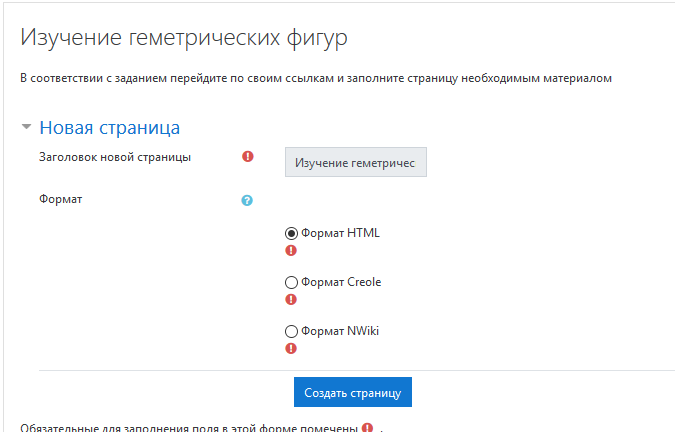 Изучение геметрических фигур
В соответствии с заданием перейдите по своим ссылкам и заполните страницу необходимым материалом
Новая страница
Заголовок новой страницы
Изучение геметричес
Формат
Формат HTML
Формат Creole
Формат NWiki
Создать страницу
Обязательные для заполнения поля в этой форме помечены .